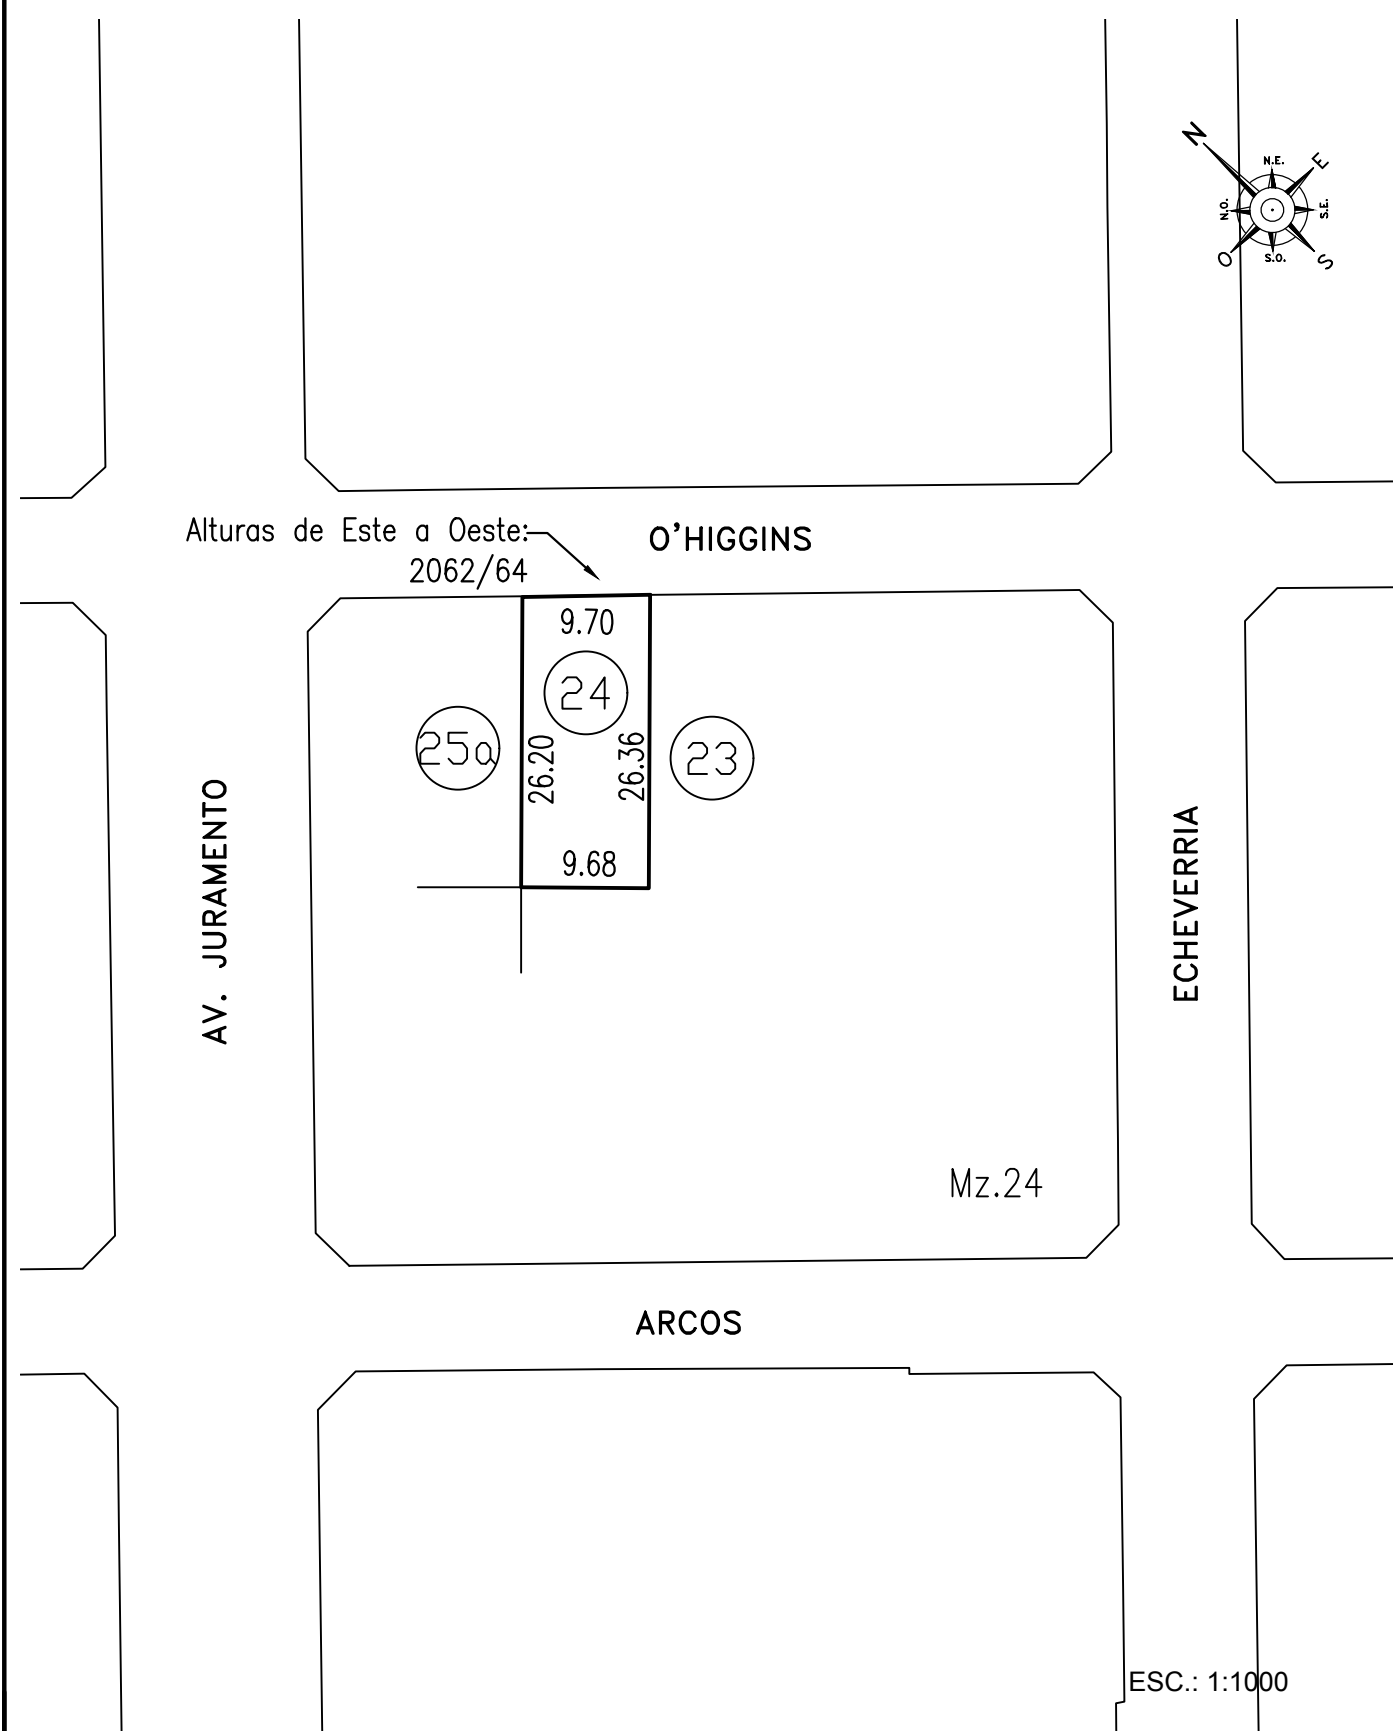 N
N.E.
E
N.O.
S.E.
O
S.O.
S
Alturas de Este a Oeste:
2062/64
O'HIGGINS
9.70
24
25a
26.20
26.36
23
9.68
AV. JURAMENTO
ECHEVERRIA
Mz.24
ARCOS
ESC.: 1:1000